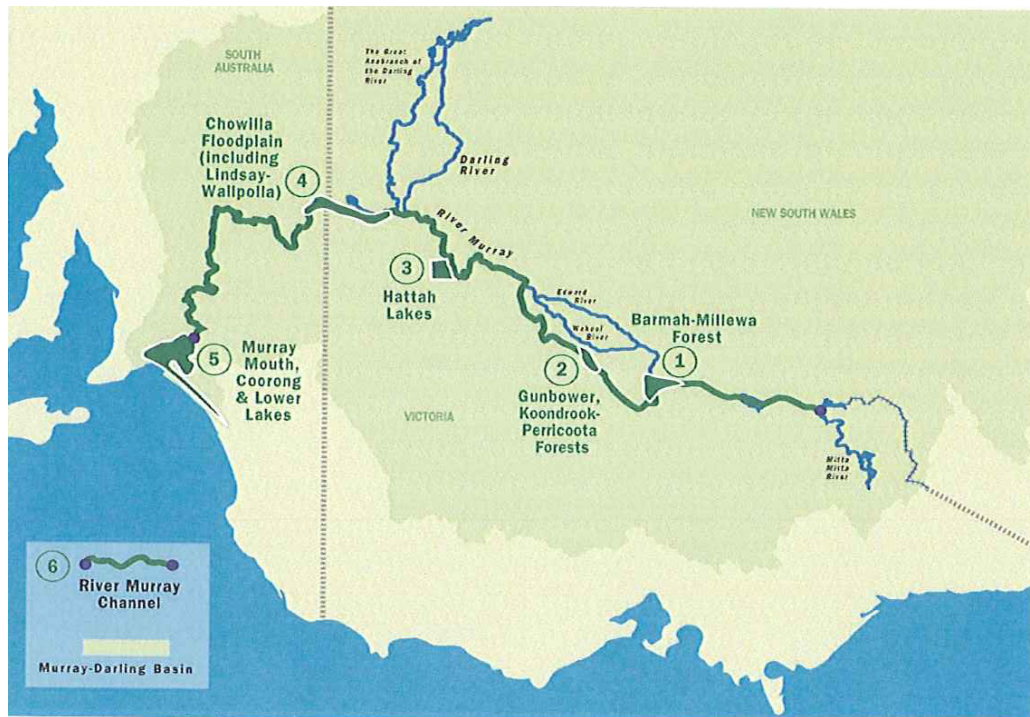 The Great
Anabranch of
the Darling
River
SOUTH
AUSTRALIA
Chowilla
Floodplain
(including
Lindsay-
Wallpolla)
4
Darling
River
River Murray
NEW SOUTH WALES
3
Hattah
Lakes
Edward
River
Wakool
River
Barmah-Millewa
Forest
1
2
Gunbower,
Koondrook-
Perricoota
Forests
5
Murray
Mouth,
Coorong
& Lower
Lakes
VICTORIA
Mitta
Mitta
River
6
River Murray
Channel
Murray-Darling Basin